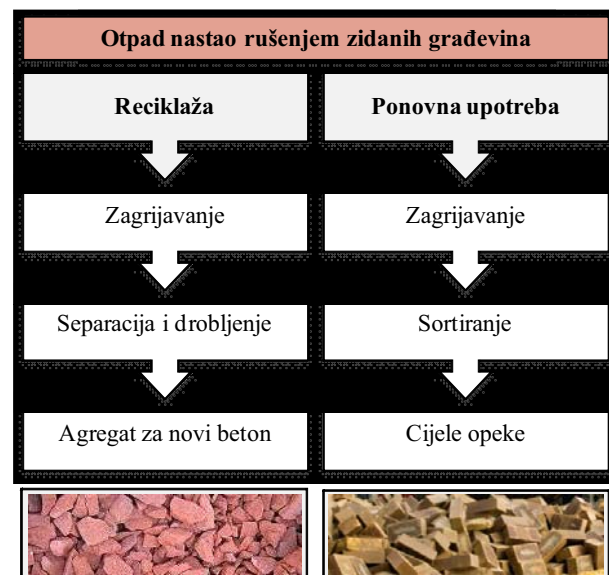 Otpad nastao rušenjem zidanih građevina
Reciklaža
Ponovna upotreba
Zagrijavanje
Zagrijavanje
Separacija i drobljenje
Sortiranje
Agregat za novi beton
Cijele opeke